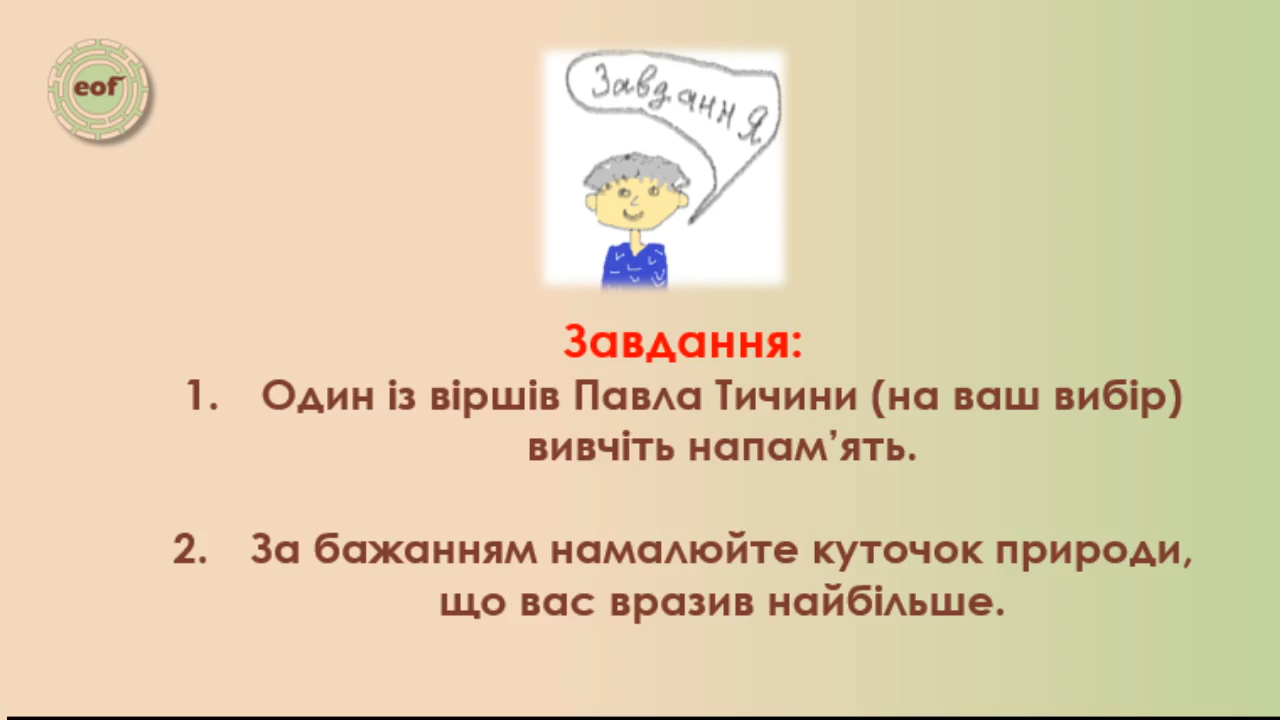 eof
Завдання
Завдання:
1. Один із віршів Павла Тичини (на ваш вибір)
вивчіть напам’ять.
2. За бажанням намалюйте куточок природи,
що вас вразив найбільше.